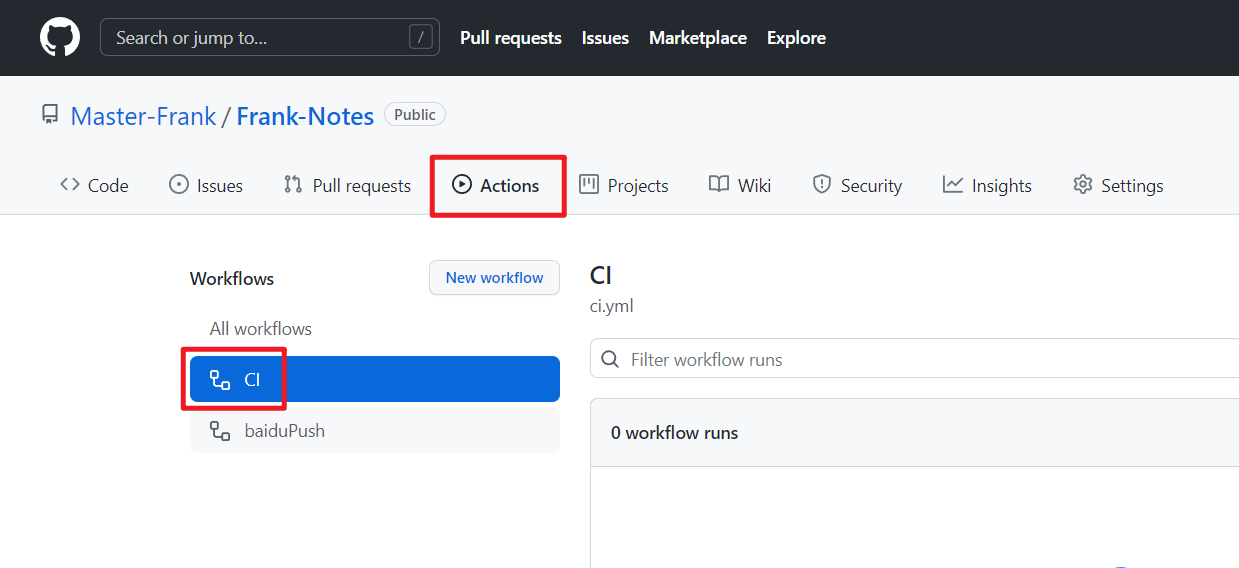 Search or jump to... / Pull requests Issues Marketplace Explore
Master-Frank / Frank-Notes Public
Code Issues Pull requests Actions Projects Wiki Security Insights Settings
Workflows New workflow
All workflows
CI
baiduPush
CI
ci.yml
Filter workflow runs
0 workflow runs